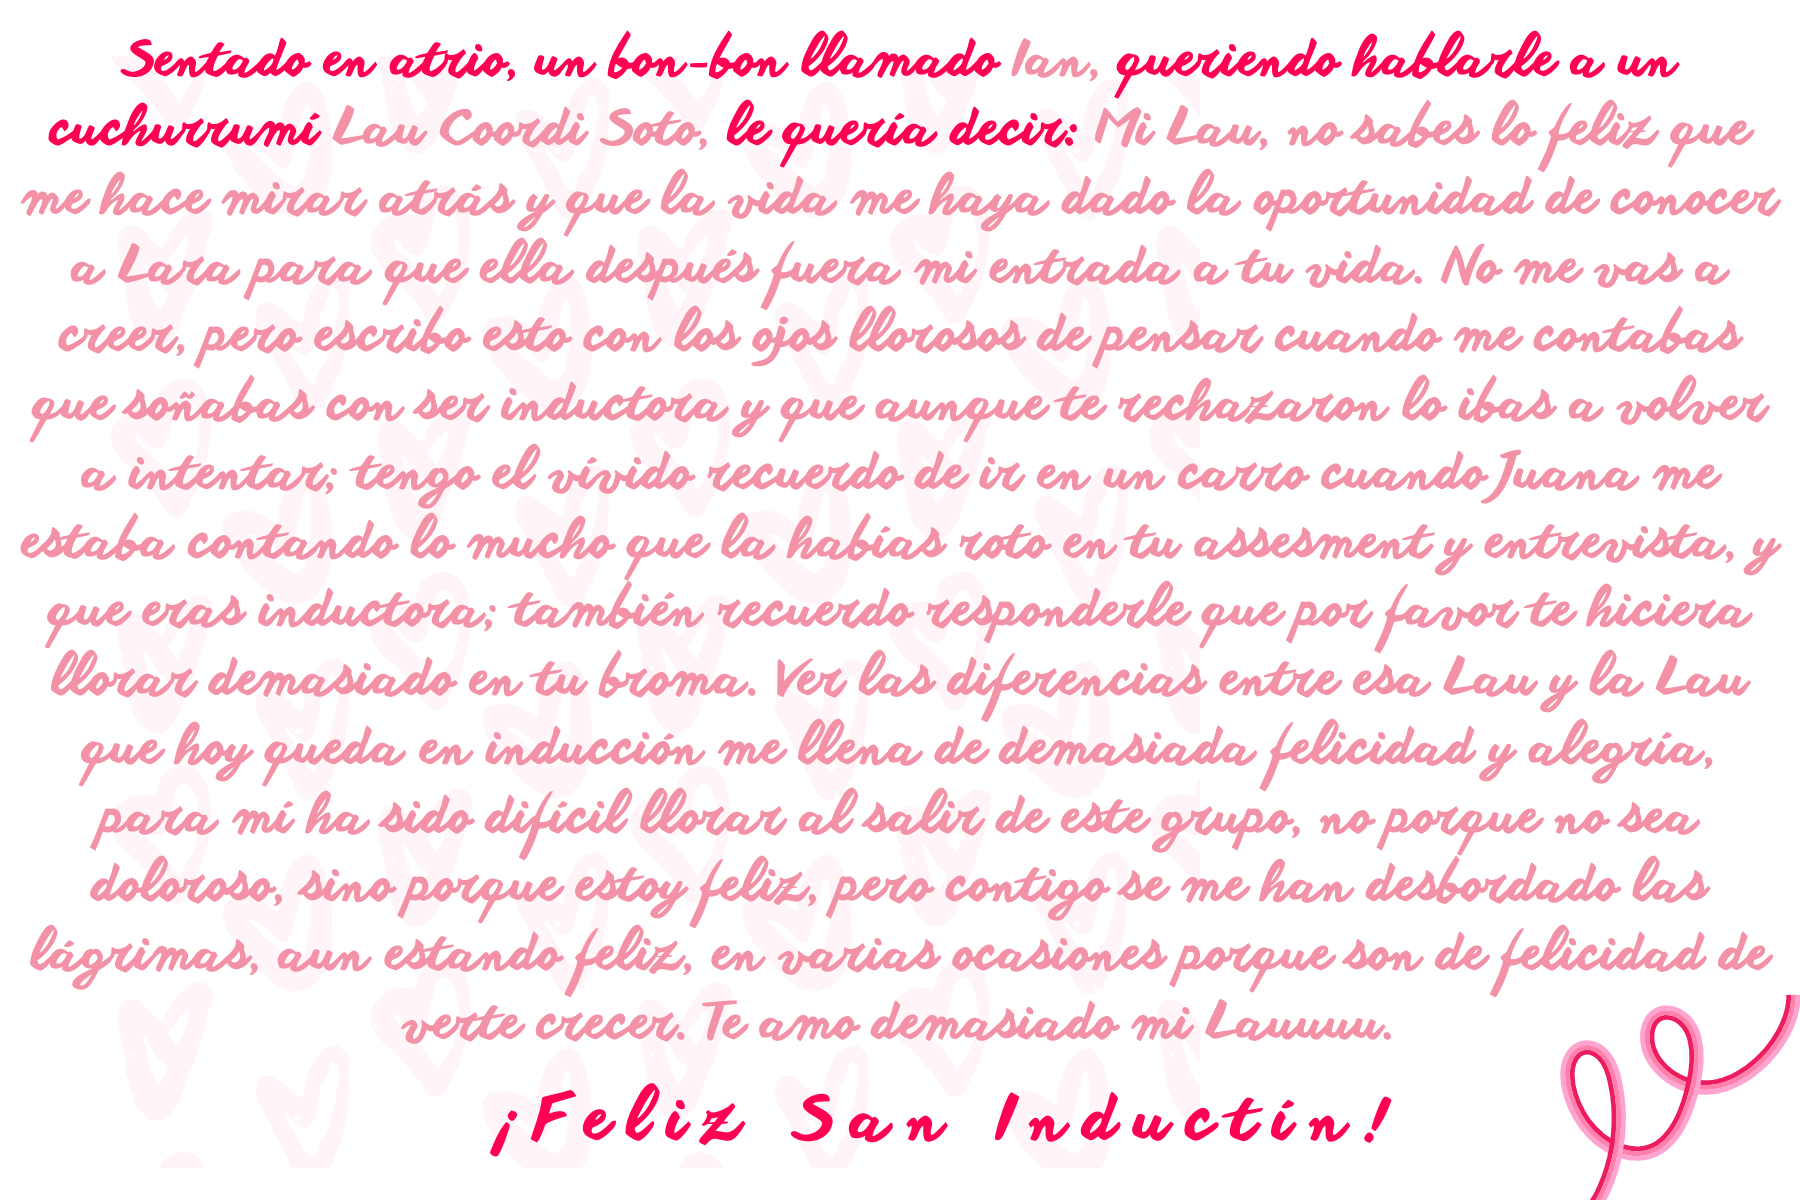 Sentado en atrio, un bon-bon llamado Ian, queriendo hablarle a un
cuchurrumí Lau Coordi Soto, le quería decir: Mi Lau, no sabes lo feliz que
me hace mirar atrás y que la vida me haya dado la oportunidad de conocer
a Lara para que ella después fuera mi entrada a tu vida. No me vas a
creer, pero escribo esto con los ojos llorosos de pensar cuando me contabas
que soñabas con ser inductora y que aunque te rechazaron lo ibas a volver
a intentar; tengo el vívido recuerdo de ir en un carro cuando Juana me
estaba contando lo mucho que la habías roto en tu assesment y entrevista, y
que eras inductora; también recuerdo responderle que por favor te hiciera
llorar demasiado en tu broma. Ver las diferencias entre esa Lau y la Lau
que hoy queda en inducción me llena de demasiada felicidad y alegría,
para mí ha sido difícil llorar al salir de este grupo, no porque no sea
doloroso, sino porque estoy feliz, pero contigo se me han desbordado las
lágrimas, aun estando feliz, en varias ocasiones porque son de felicidad de
verte crecer. Te amo demasiado mi Lauuuu.
¡Feliz San Inductín!